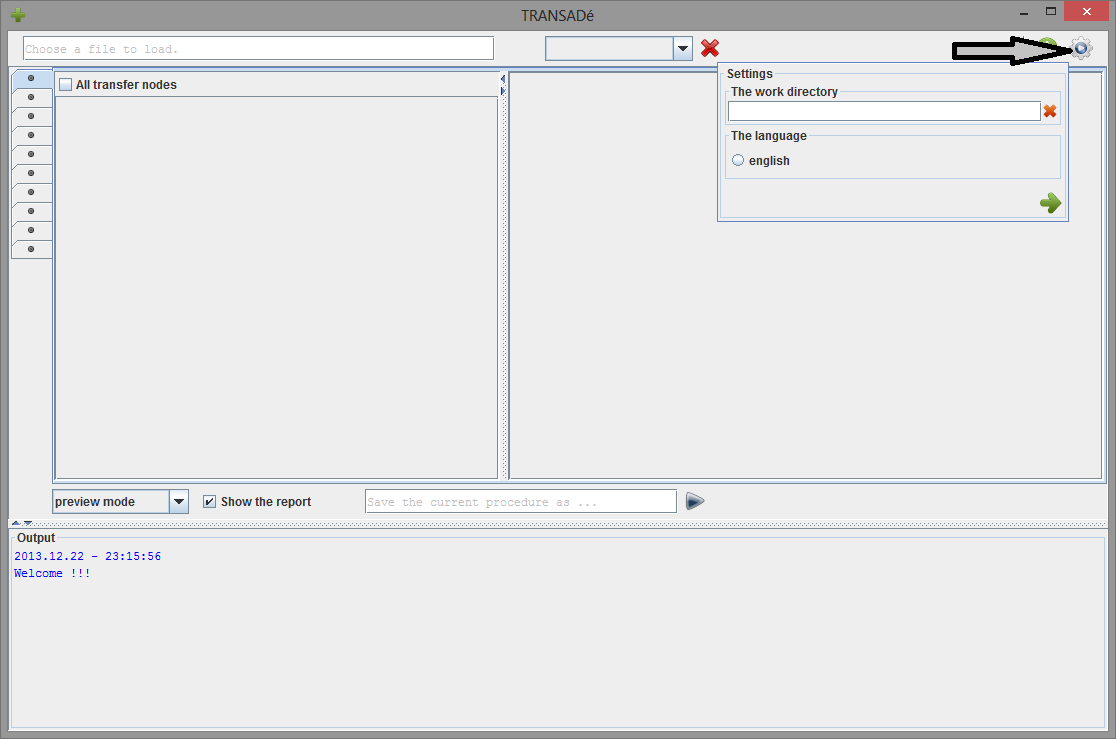 TRANSADé
Choose a file to load.
All transfer nodes
Settings
The work directory
The language
english
preview mode
Show the report
Save the current procedure as ...
Output
2013.12.22 - 23:15:56
Welcome !!!